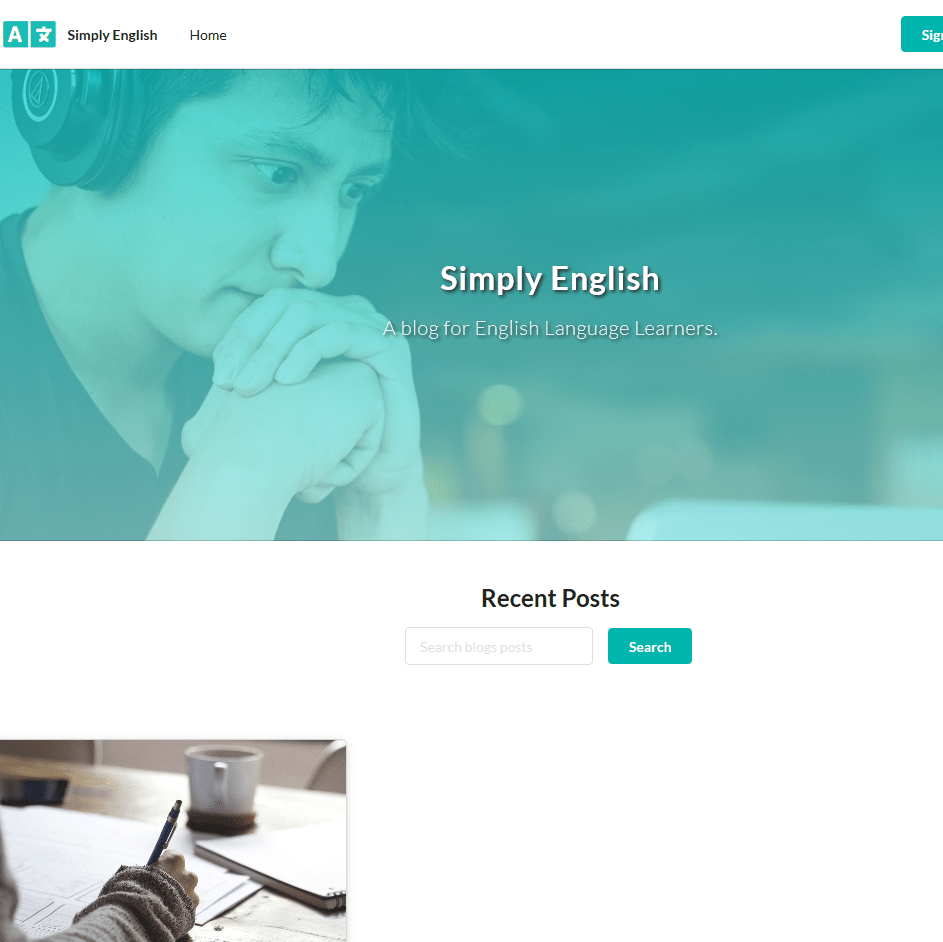 A 文 Simply English Home Sig
Simply English
A blog for English Language Learners.
Recent Posts
Search blogs posts Search